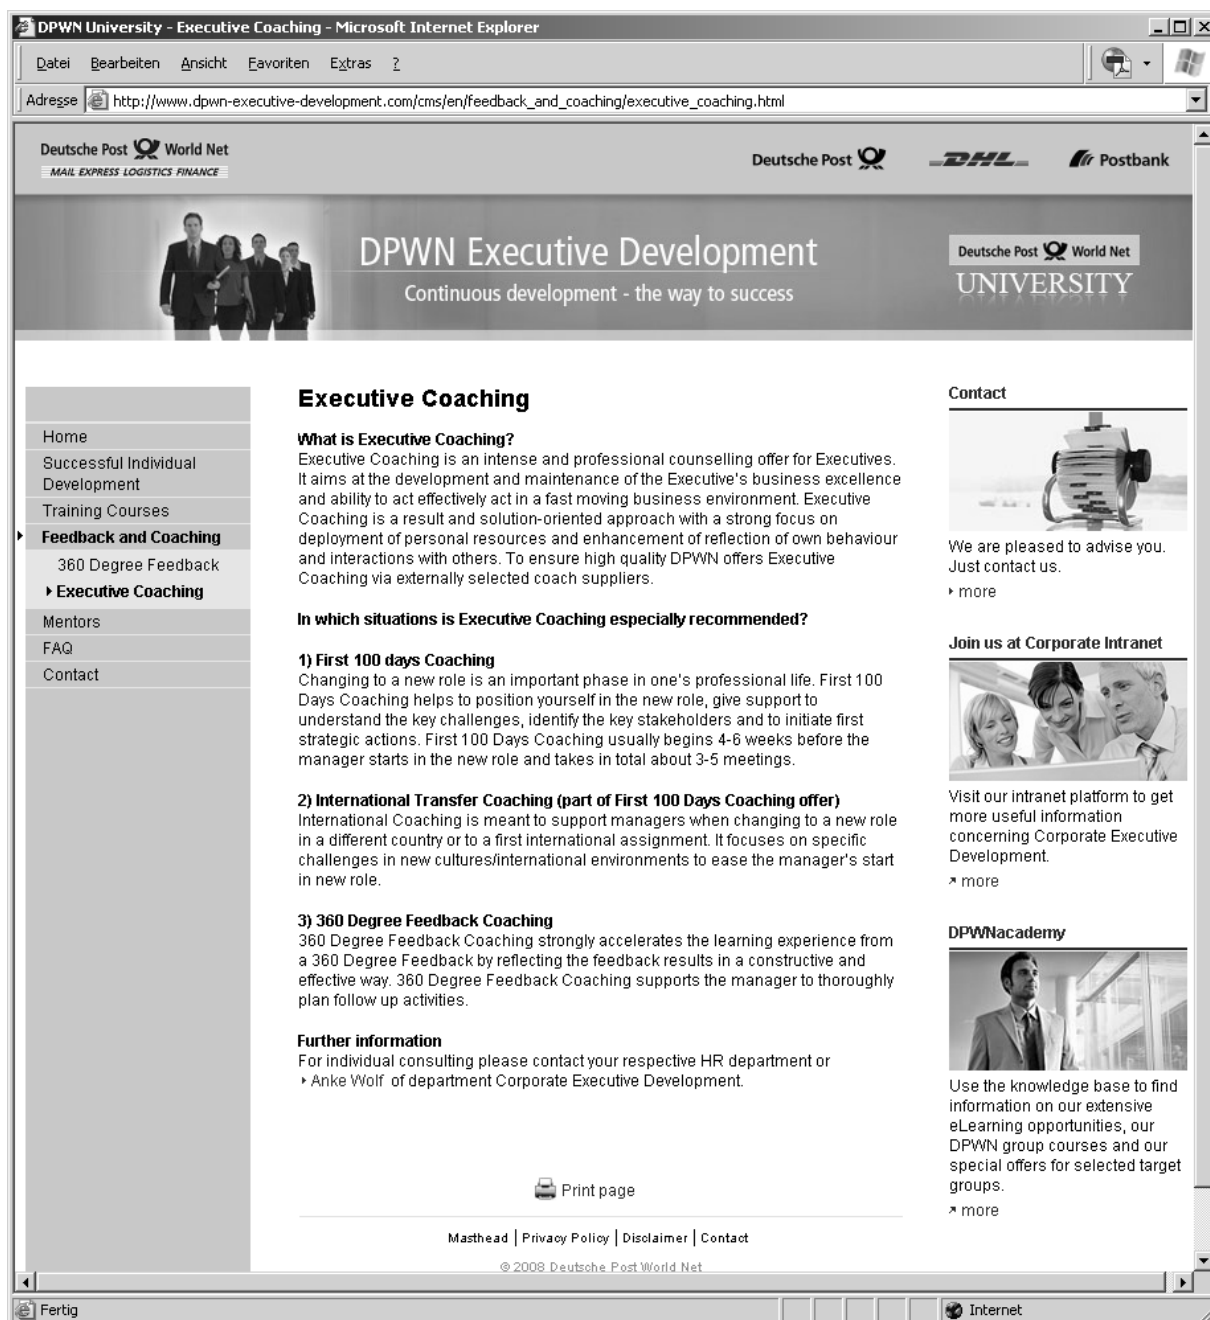 DPWN University - Executive Coaching - Microsoft Internet Explorer
Datei Bearbeiten Ansicht Favoriten Extras ?
Adresse http://www.dpwn-executive-development.com/cms/en/feedback_and_coaching/executive_coaching.html
Deutsche Post World Net
MAIL EXPRESS LOGISTICS FINANCE
Deutsche Post DHL Postbank
DPWN Executive Development
Continuous development - the way to success
Deutsche Post World Net
UNIVERSITY
Home
Successful Individual
Development
Training Courses
Feedback and Coaching
360 Degree Feedback
Executive Coaching
Mentors
FAQ
Contact
Executive Coaching
What is Executive Coaching?
Executive Coaching is an intense and professional counselling offer for Executives.
It aims at the development and maintenance of the Executive's business excellence
and ability to act effectively act in a fast moving business environment. Executive
Coaching is a result and solution-oriented approach with a strong focus on
deployment of personal resources and enhancement of reflection of own behaviour
and interactions with others. To ensure high quality DPWN offers Executive
Coaching via externally selected coach suppliers.
In which situations is Executive Coaching especially recommended?
1) First 100 days Coaching
Changing to a new role is an important phase in one's professional life. First 100
Days Coaching helps to position yourself in the new role, give support to
understand the key challenges, identify the key stakeholders and to initiate first
strategic actions. First 100 Days Coaching usually begins 4-6 weeks before the
manager starts in the new role and takes in total about 3-5 meetings.
2) International Transfer Coaching (part of First 100 Days Coaching offer)
International Coaching is meant to support managers when changing to a new role
in a different country or to a first international assignment. It focuses on specific
challenges in new cultures/international environments to ease the manager's start
in new role.
3) 360 Degree Feedback Coaching
360 Degree Feedback Coaching strongly accelerates the learning experience from
a 360 Degree Feedback by reflecting the feedback results in a constructive and
effective way. 360 Degree Feedback Coaching supports the manager to thoroughly
plan follow up activities.
Further information
For individual consulting please contact your respective HR department or
Anke Wolf of department Corporate Executive Development.
Print page
Masthead | Privacy Policy | Disclaimer | Contact
© 2008 Deutsche Post World Net
Contact
We are pleased to advise you.
Just contact us.
more
Join us at Corporate Intranet
Visit our intranet platform to get
more useful information
concerning Corporate Executive
Development.
more
DPWNacademy
Use the knowledge base to find
information on our extensive
eLearning opportunities, our
DPWN group courses and our
special offers for selected target
groups.
more
Fertig
Internet